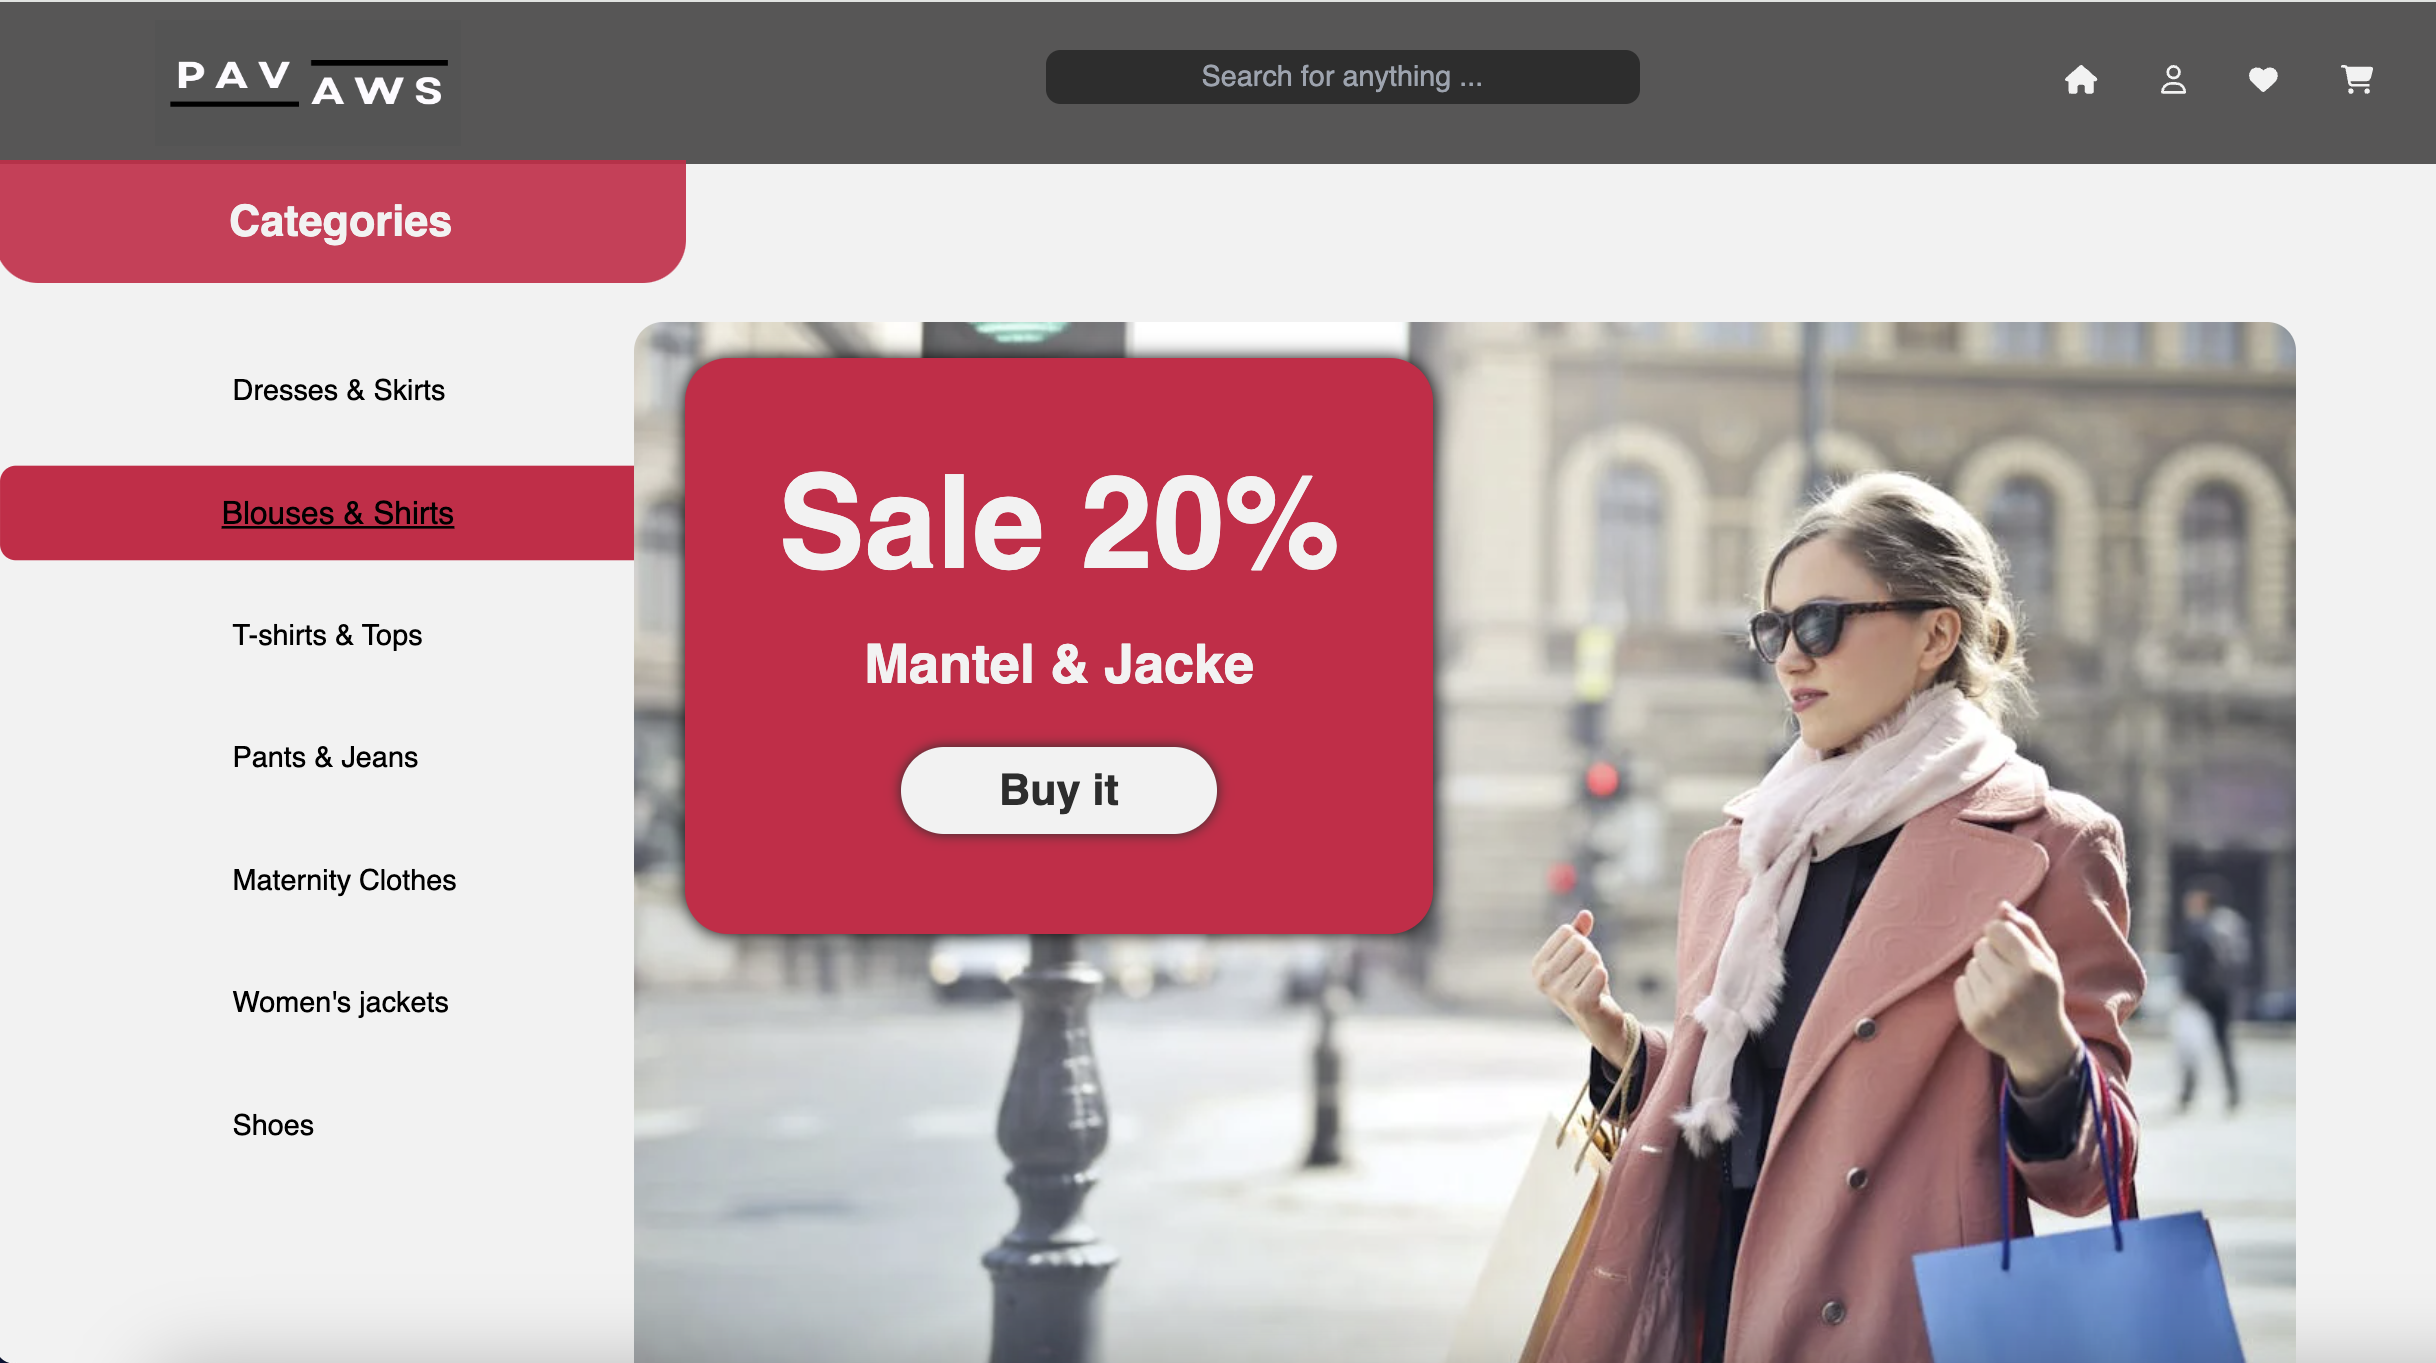 PAV AWS
Search for anything ...
Categories
Dresses & Skirts
Blouses & Shirts
T-shirts & Tops
Pants & Jeans
Maternity Clothes
Women's jackets
Shoes
Sale 20%
Mantel & Jacke
Buy it